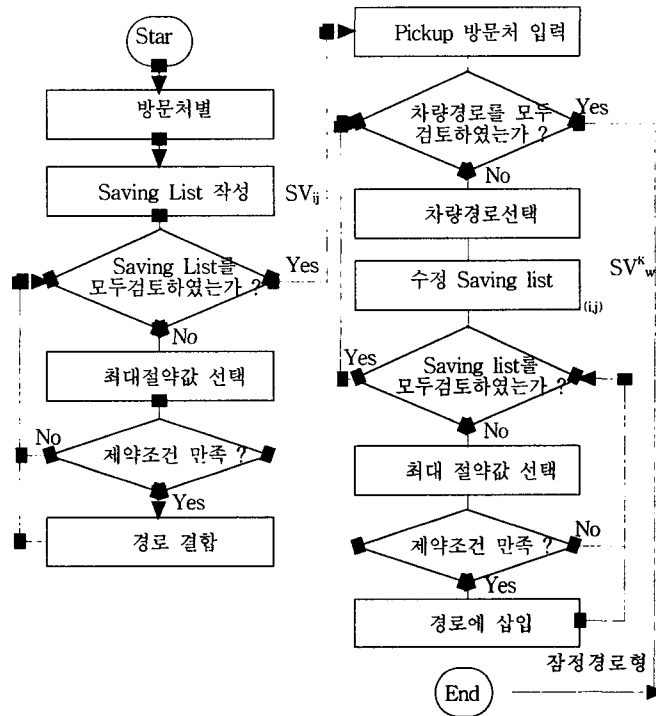 Star
방문처별
Saving List 작성
SVij
Saving List를
모두검토하였는가 ?
Yes
No
최대절약값 선택
No
제약조건 만족 ?
Yes
경로 결합
Pickup 방문처 입력
차량경로를 모두
검토하였는가 ?
Yes
No
차량경로선택
수정 Saving list
(i,j)
SVᴷw
Yes
Saving list를
모두검토하였는가 ?
No
최대 절약값 선택
제약조건 만족 ?
No
Yes
경로에 삽입
잠정경로형
End